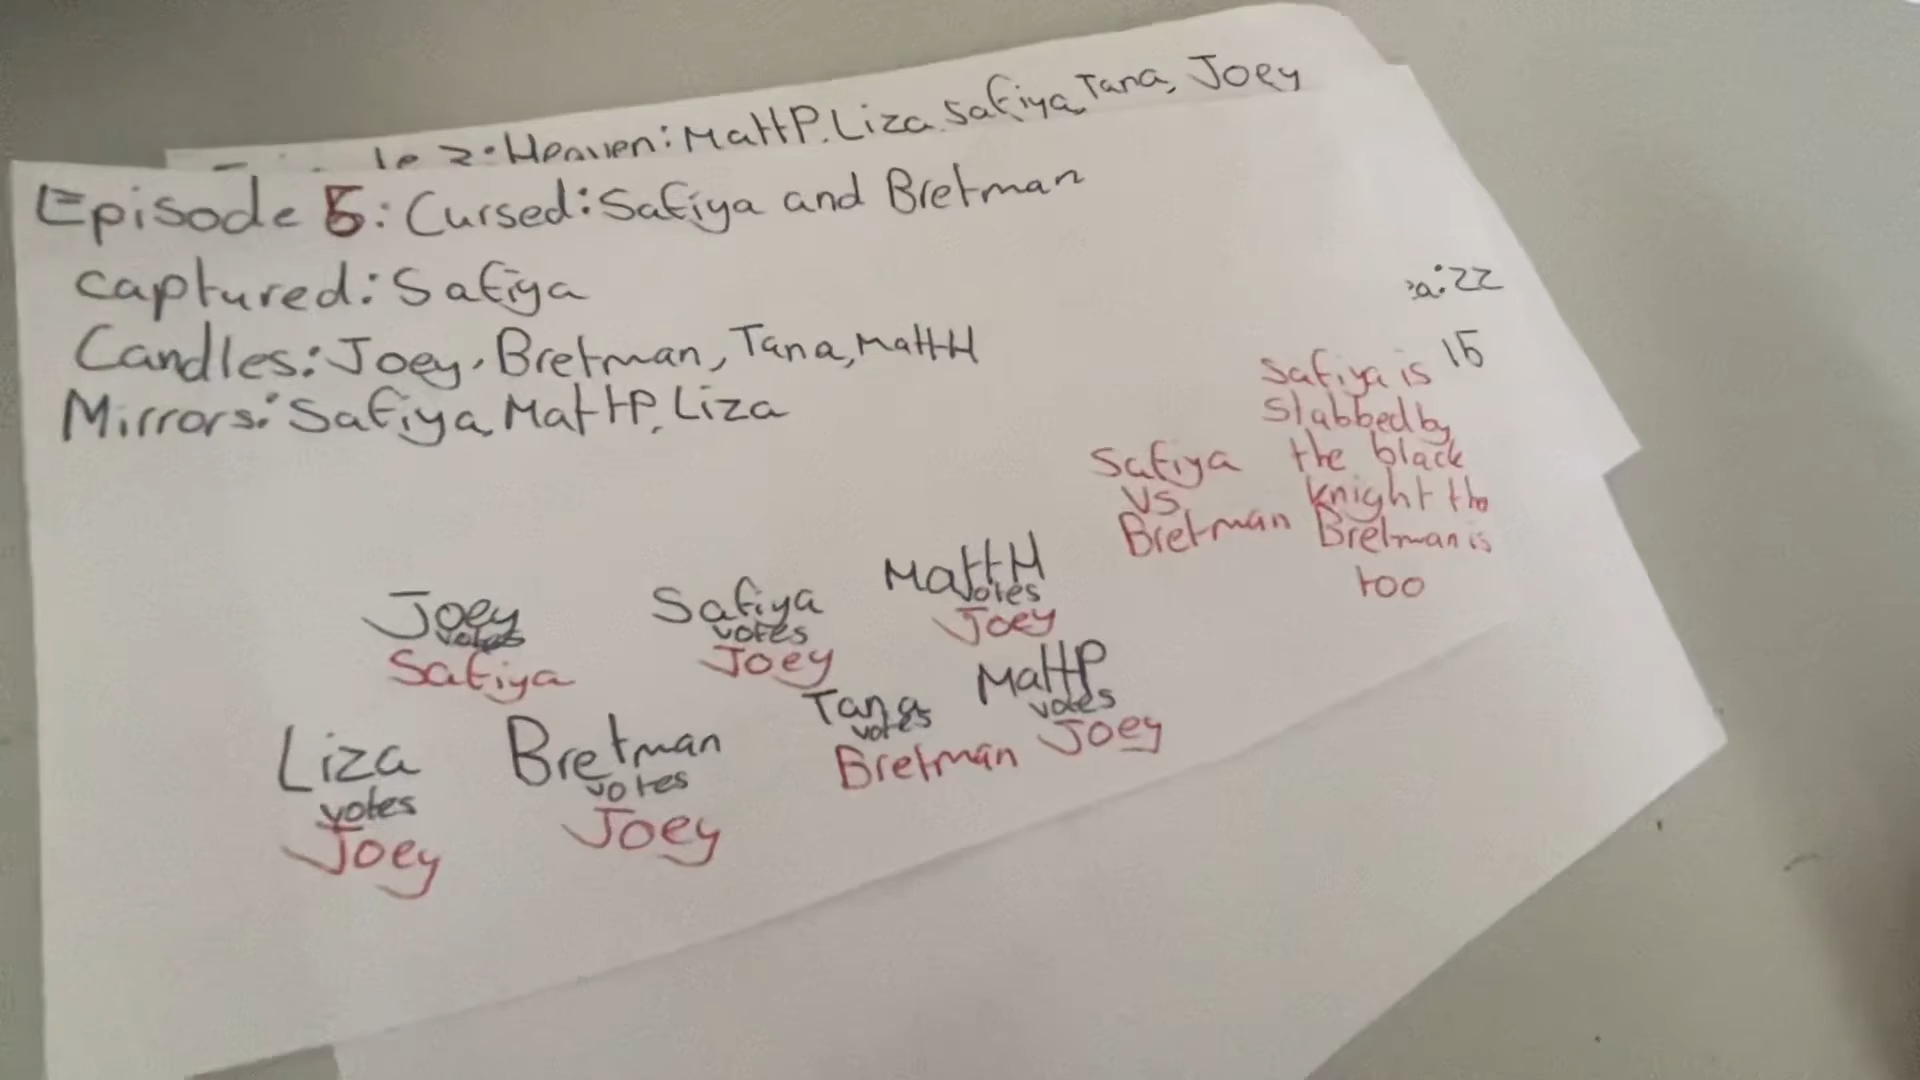 Heaven: MattP, Liza, Safiya, Tana, Joey
Episode 5: Cursed: Safiya and Bretman
captured: Safiya
Candles: Joey, Bretman, Tana, MattH
Mirrors: Safiya, MattP, Liza
a: 22
15
Safiya is
stabbed by
the black
knight the
Bretman is
too
Safiya
vs
Bretman
Joey
votes
Safiya
Safiya
votes
Joey
MattH
votes
Joey
Liza
votes
Joey
Bretman
votes
Joey
Tana
votes
Bretman
MattP
votes
Joey